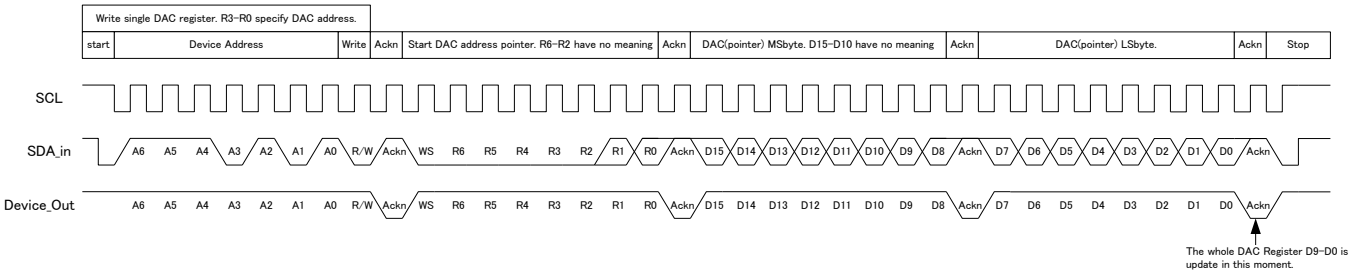 Write single DAC register. R3-R0 specify DAC address.
start Device Address Write Ackn Start DAC address pointer. R6-R2 have no meaning Ackn DAC(pointer) MSbyte. D15-D10 have no meaning Ackn DAC(pointer) LSbyte. Ackn Stop
SCL
SDA_in A6 A5 A4 A3 A2 A1 A0 R/W Ackn WS R6 R5 R4 R3 R2 R1 R0 Ackn D15 D14 D13 D12 D11 D10 D9 D8 Ackn D7 D6 D5 D4 D3 D2 D1 D0 Ackn
Device_Out A6 A5 A4 A3 A2 A1 A0 R/W Ackn WS R6 R5 R4 R3 R2 R1 R0 Ackn D15 D14 D13 D12 D11 D10 D9 D8 Ackn D7 D6 D5 D4 D3 D2 D1 D0 Ackn
The whole DAC Register D9-D0 is
update in this moment.